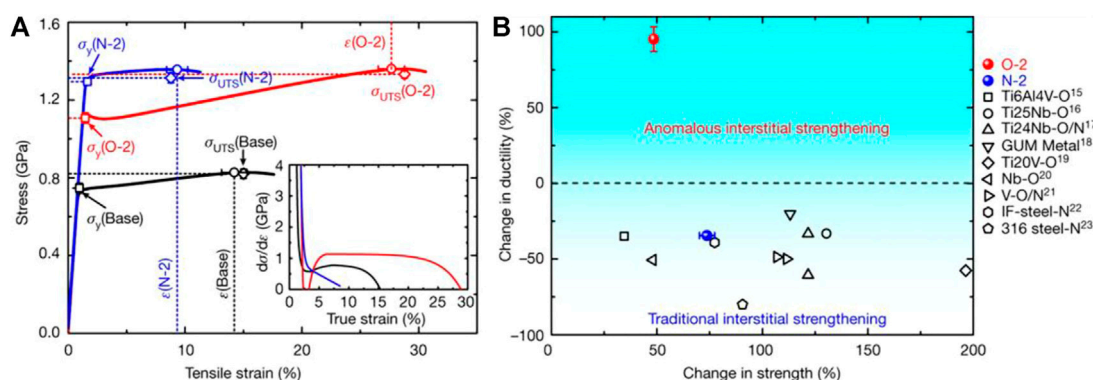 A
Stress (GPa)
1.6
1.2
0.8
0.4
0.0
0
10
20
30
Tensile strain (%)
σy(N-2)
σUTS(N-2)
ε(O-2)
σUTS(O-2)
σy(O-2)
σUTS(Base)
σy(Base)
ε(N-2)
ε(Base)
dσ/dε (GPa)
4
3
2
1
0
0 5 10 15 20 25 30
True strain (%)
B
Change in ductility (%)
100
50
0
−50
−100
0
50
100
150
200
Change in strength (%)
Anomalous interstitial strengthening
Traditional interstitial strengthening
O-2
N-2
Ti6Al4V-O15
Ti25Nb-O16
Ti24Nb-O/N17
GUM Metal18
Ti20V-O19
Nb-O20
V-O/N21
IF-steel-N22
316 steel-N23